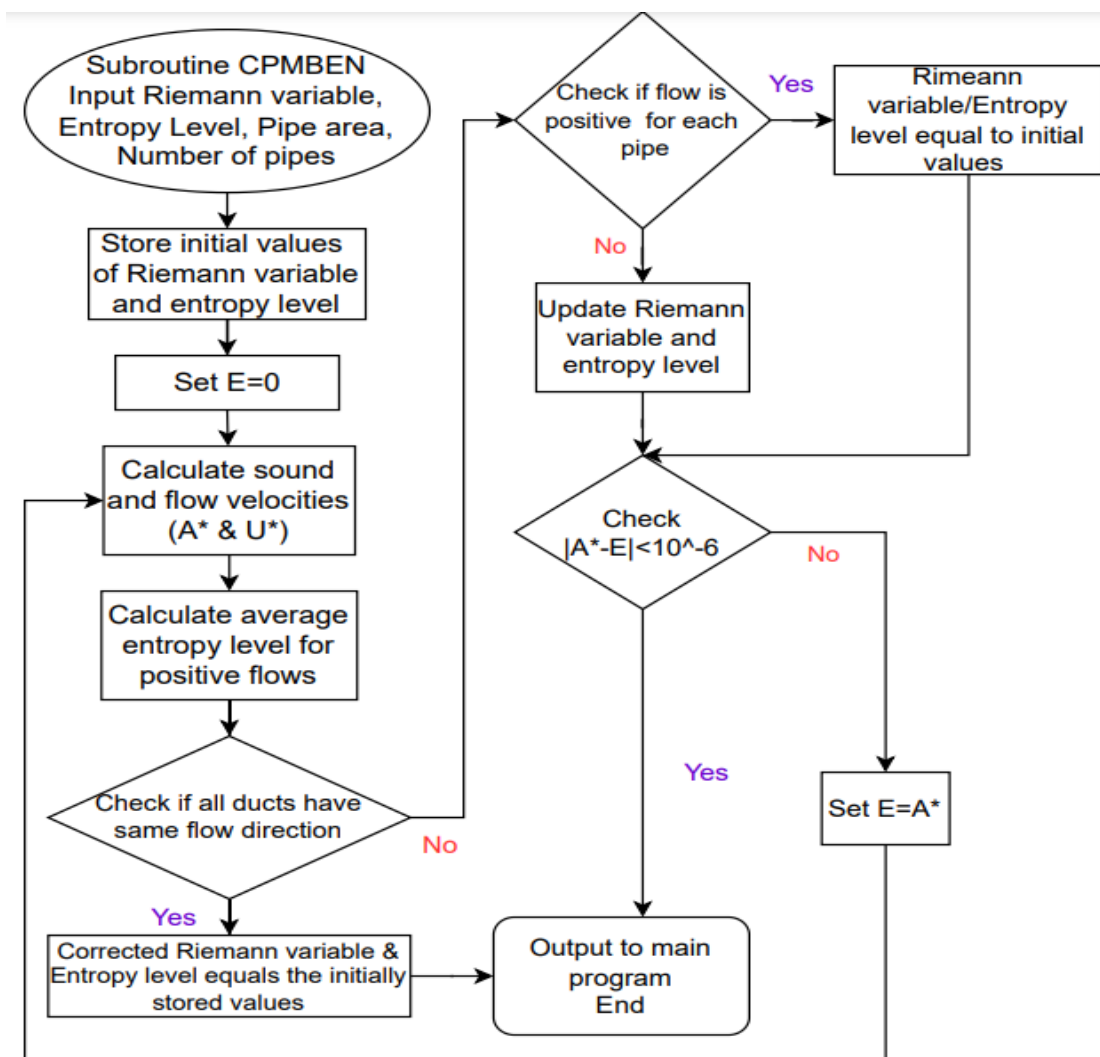 Subroutine CPMBEN
Input Riemann variable,
Entropy Level, Pipe area,
Number of pipes
Store initial values
of Riemann variable
and entropy level
Set E=0
Calculate sound
and flow velocities
(A* & U*)
Calculate average
entropy level for
positive flows
Check if all ducts have
same flow direction
No
Yes
Corrected Riemann variable &
Entropy level equals the initially
stored values
Check if flow is
positive for each
pipe
Yes
Rimeann
variable/Entropy
level equal to initial
values
No
Update Riemann
variable and
entropy level
Check
|A*-E|<10^-6
No
Yes
Set E=A*
Output to main
program
End